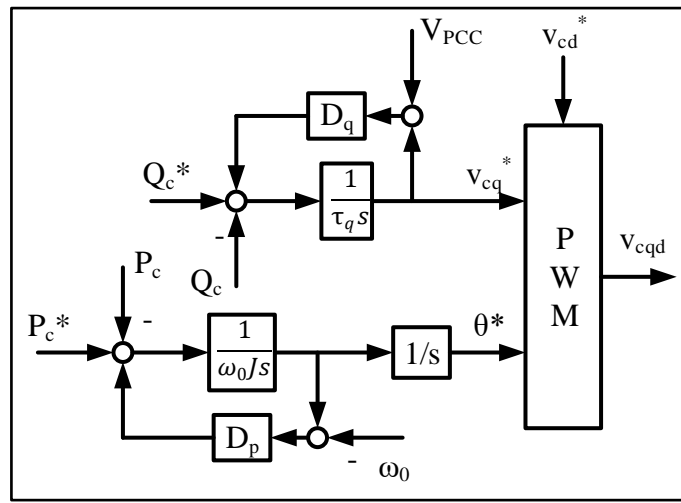 V_PCC
v_cd*
D_q
Q_c*
1/τ_q s
v_cq*
-
Q_c
P
W
M
v_cqd
P_c
-
P_c*
1/ω_0Js
1/s
θ*
D_p
-
ω_0